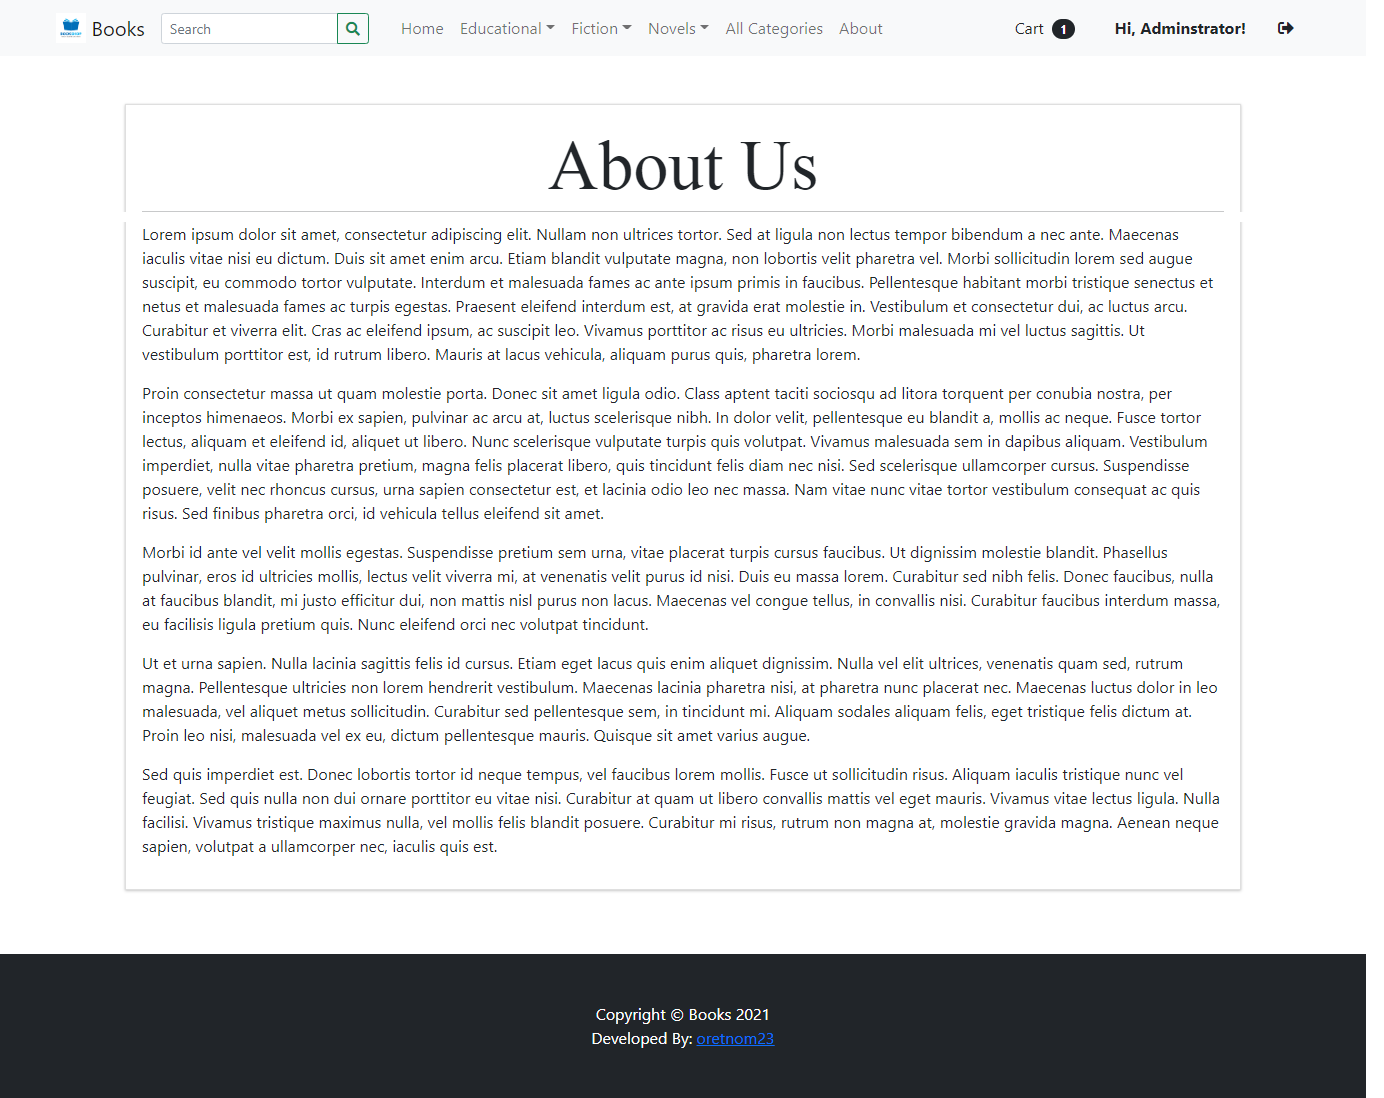 Books Search Home Educational Fiction Novels All Categories About Cart 1 Hi, Adminstrator!
About Us
Lorem ipsum dolor sit amet, consectetur adipiscing elit. Nullam non ultrices tortor. Sed at ligula non lectus tempor bibendum a nec ante. Maecenas
iaculis vitae nisi eu dictum. Duis sit amet enim arcu. Etiam blandit vulputate magna, non lobortis velit pharetra vel. Morbi sollicitudin lorem sed augue
suscipit, eu commodo tortor vulputate. Interdum et malesuada fames ac ante ipsum primis in faucibus. Pellentesque habitant morbi tristique senectus et
netus et malesuada fames ac turpis egestas. Praesent eleifend interdum est, at gravida erat molestie in. Vestibulum et consectetur dui, ac luctus arcu.
Curabitur et viverra elit. Cras ac eleifend ipsum, ac suscipit leo. Vivamus porttitor ac risus eu ultricies. Morbi malesuada mi vel luctus sagittis. Ut
vestibulum porttitor est, id rutrum libero. Mauris at lacus vehicula, aliquam purus quis, pharetra lorem.
Proin consectetur massa ut quam molestie porta. Donec sit amet ligula odio. Class aptent taciti sociosqu ad litora torquent per conubia nostra, per
inceptos himenaeos. Morbi ex sapien, pulvinar ac arcu at, luctus scelerisque nibh. In dolor velit, pellentesque eu blandit a, mollis ac neque. Fusce tortor
lectus, aliquam et eleifend id, aliquet ut libero. Nunc scelerisque vulputate turpis quis volutpat. Vivamus malesuada sem in dapibus aliquam. Vestibulum
imperdiet, nulla vitae pharetra pretium, magna felis placerat libero, quis tincidunt felis diam nec nisi. Sed scelerisque ullamcorper cursus. Suspendisse
posuere, velit nec rhoncus cursus, urna sapien consectetur est, et lacinia odio leo nec massa. Nam vitae nunc vitae tortor vestibulum consequat ac quis
risus. Sed finibus pharetra orci, id vehicula tellus eleifend sit amet.
Morbi id ante vel velit mollis egestas. Suspendisse pretium sem urna, vitae placerat turpis cursus faucibus. Ut dignissim molestie blandit. Phasellus
pulvinar, eros id ultricies mollis, lectus velit viverra mi, at venenatis velit purus id nisi. Duis eu massa lorem. Curabitur sed nibh felis. Donec faucibus, nulla
at faucibus blandit, mi justo efficitur dui, non mattis nisl purus non lacus. Maecenas vel congue tellus, in convallis nisi. Curabitur faucibus interdum massa,
eu facilisis ligula pretium quis. Nunc eleifend orci nec volutpat tincidunt.
Ut et urna sapien. Nulla lacinia sagittis felis id cursus. Etiam eget lacus quis enim aliquet dignissim. Nulla vel elit ultrices, venenatis quam sed, rutrum
magna. Pellentesque ultricies non lorem hendrerit vestibulum. Maecenas lacinia pharetra nisi, at pharetra nunc placerat nec. Maecenas luctus dolor in leo
malesuada, vel aliquet metus sollicitudin. Curabitur sed pellentesque sem, in tincidunt mi. Aliquam sodales aliquam felis, eget tristique felis dictum at.
Proin leo nisi, malesuada vel ex eu, dictum pellentesque mauris. Quisque sit amet varius augue.
Sed quis imperdiet est. Donec lobortis tortor id neque tempus, vel faucibus lorem mollis. Fusce ut sollicitudin risus. Aliquam iaculis tristique nunc vel
feugiat. Sed quis nulla non dui ornare porttitor eu vitae nisi. Curabitur at quam ut libero convallis mattis vel eget mauris. Vivamus vitae lectus ligula. Nulla
facilisi. Vivamus tristique maximus nulla, vel mollis felis blandit posuere. Curabitur mi risus, rutrum non magna at, molestie gravida magna. Aenean neque
sapien, volutpat a ullamcorper nec, iaculis quis est.
Copyright © Books 2021
Developed By: oretnom23